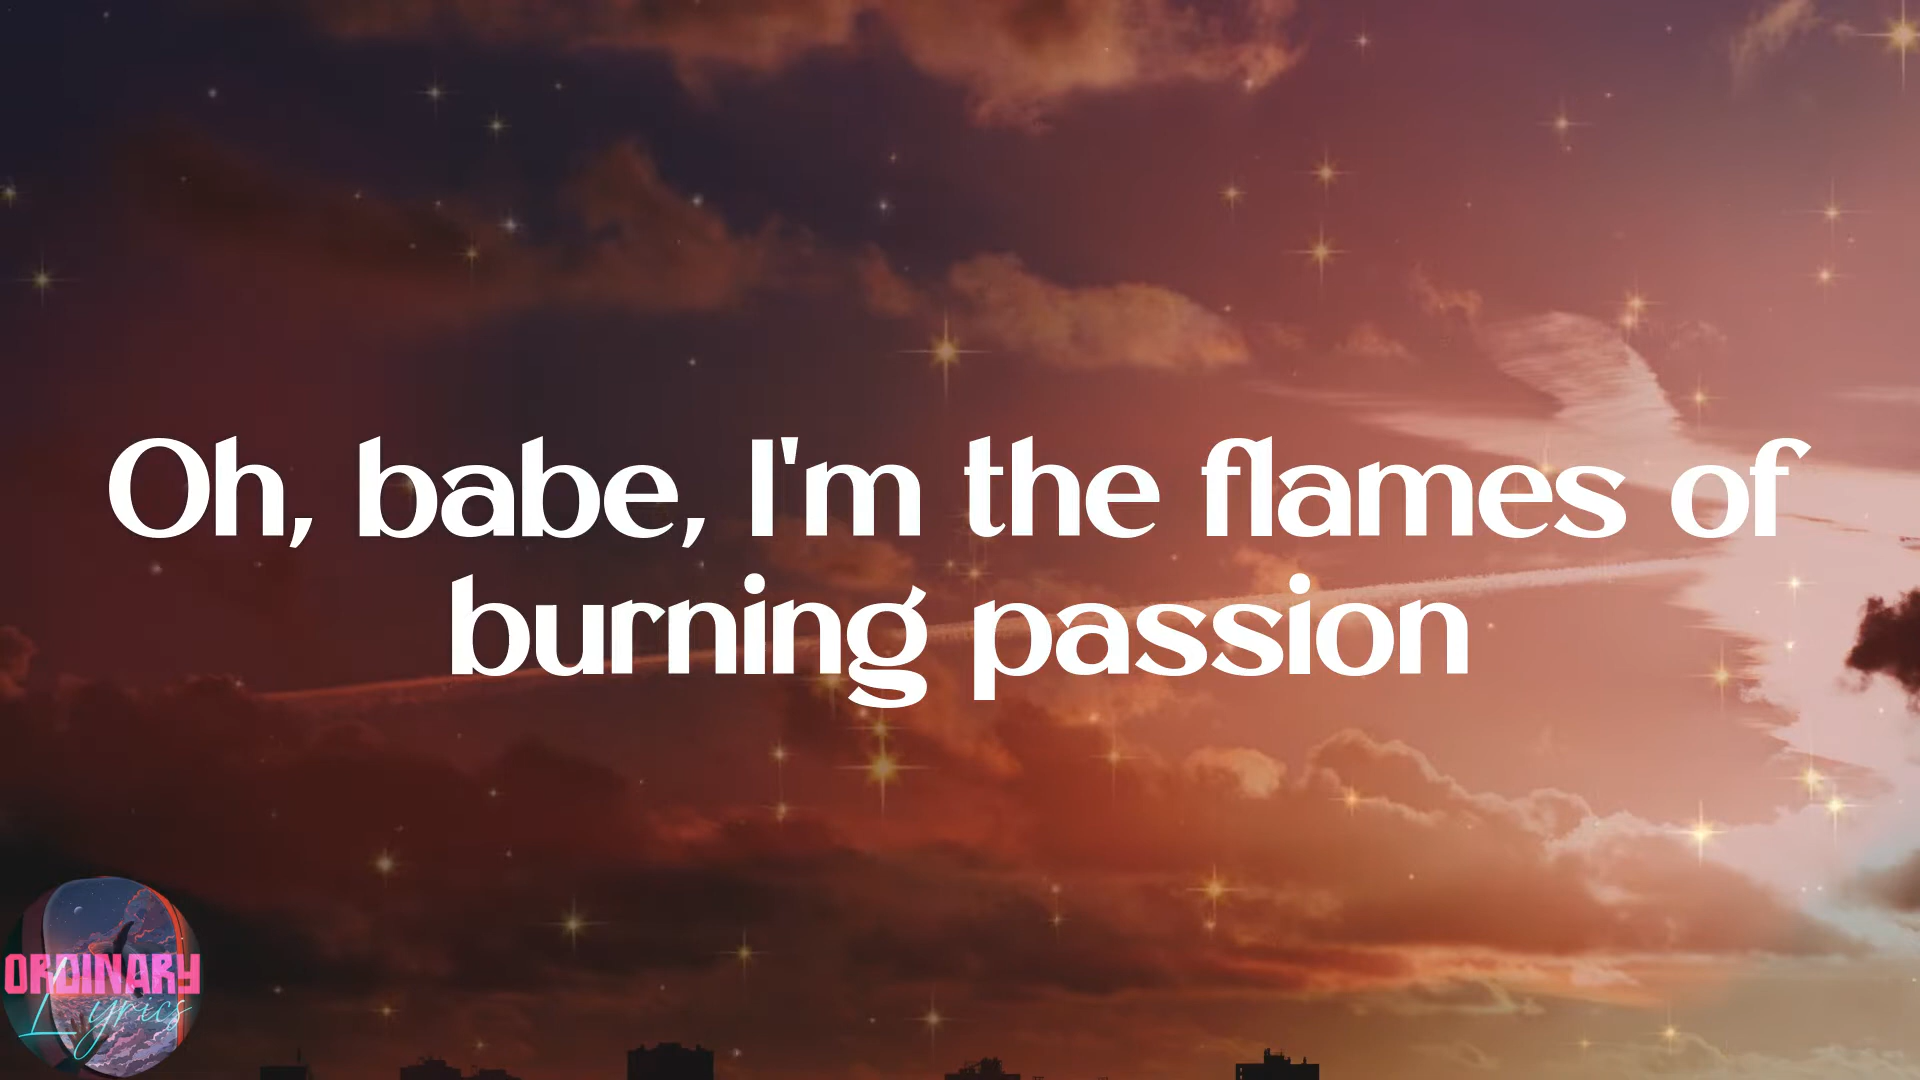 Oh, babe, I'm the flames of
burning passion
ORDINARY
Lyrics